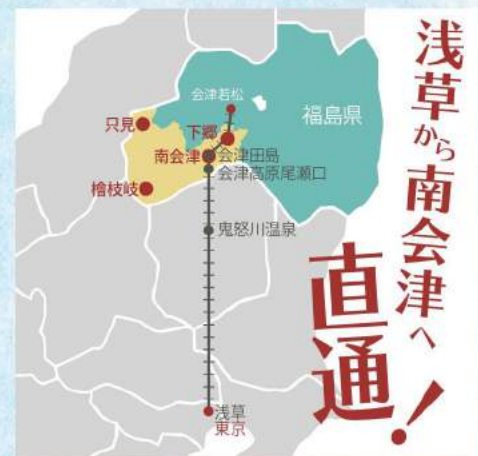 浅草から南会津へ
直通！
会津若松
福島県
只見
下郷
南会津
会津田島
会津高原尾瀬口
檜枝岐
鬼怒川温泉
浅草
東京